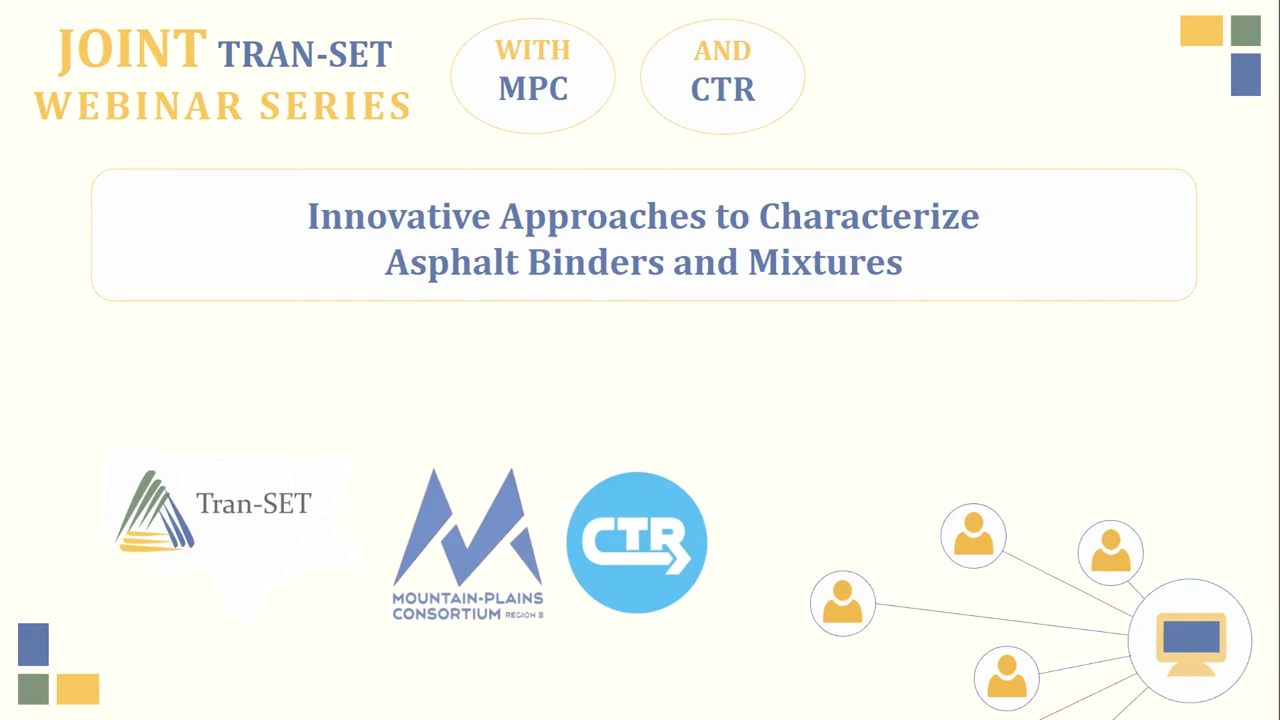 JOINT TRAN-SET
WEBINAR SERIES
WITH
MPC
AND
CTR
Innovative Approaches to Characterize
Asphalt Binders and Mixtures
Tran-SET
MOUNTAIN-PLAINS
CONSORTIUM REGION 8
CTR